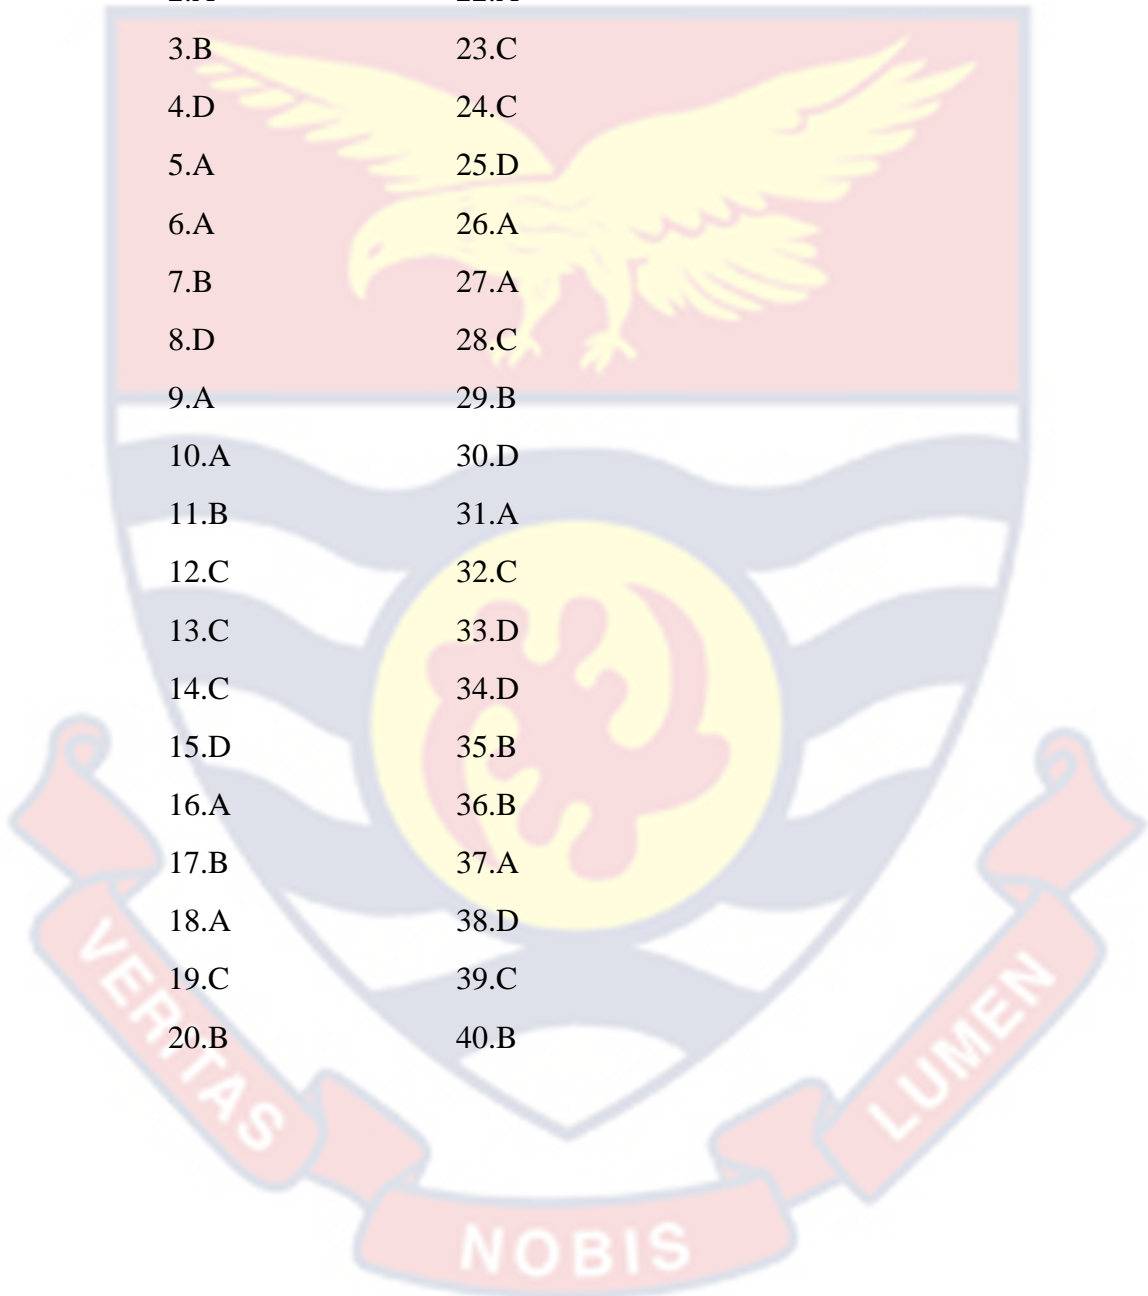 3.B 23.C
4.D 24.C
5.A 25.D
6.A 26.A
7.B 27.A
8.D 28.C
9.A 29.B
10.A 30.D
11.B 31.A
12.C 32.C
13.C 33.D
14.C 34.D
15.D 35.B
16.A 36.B
17.B 37.A
18.A 38.D
19.C 39.C
20.B 40.B
VERITAS
NOBIS
LUMEN